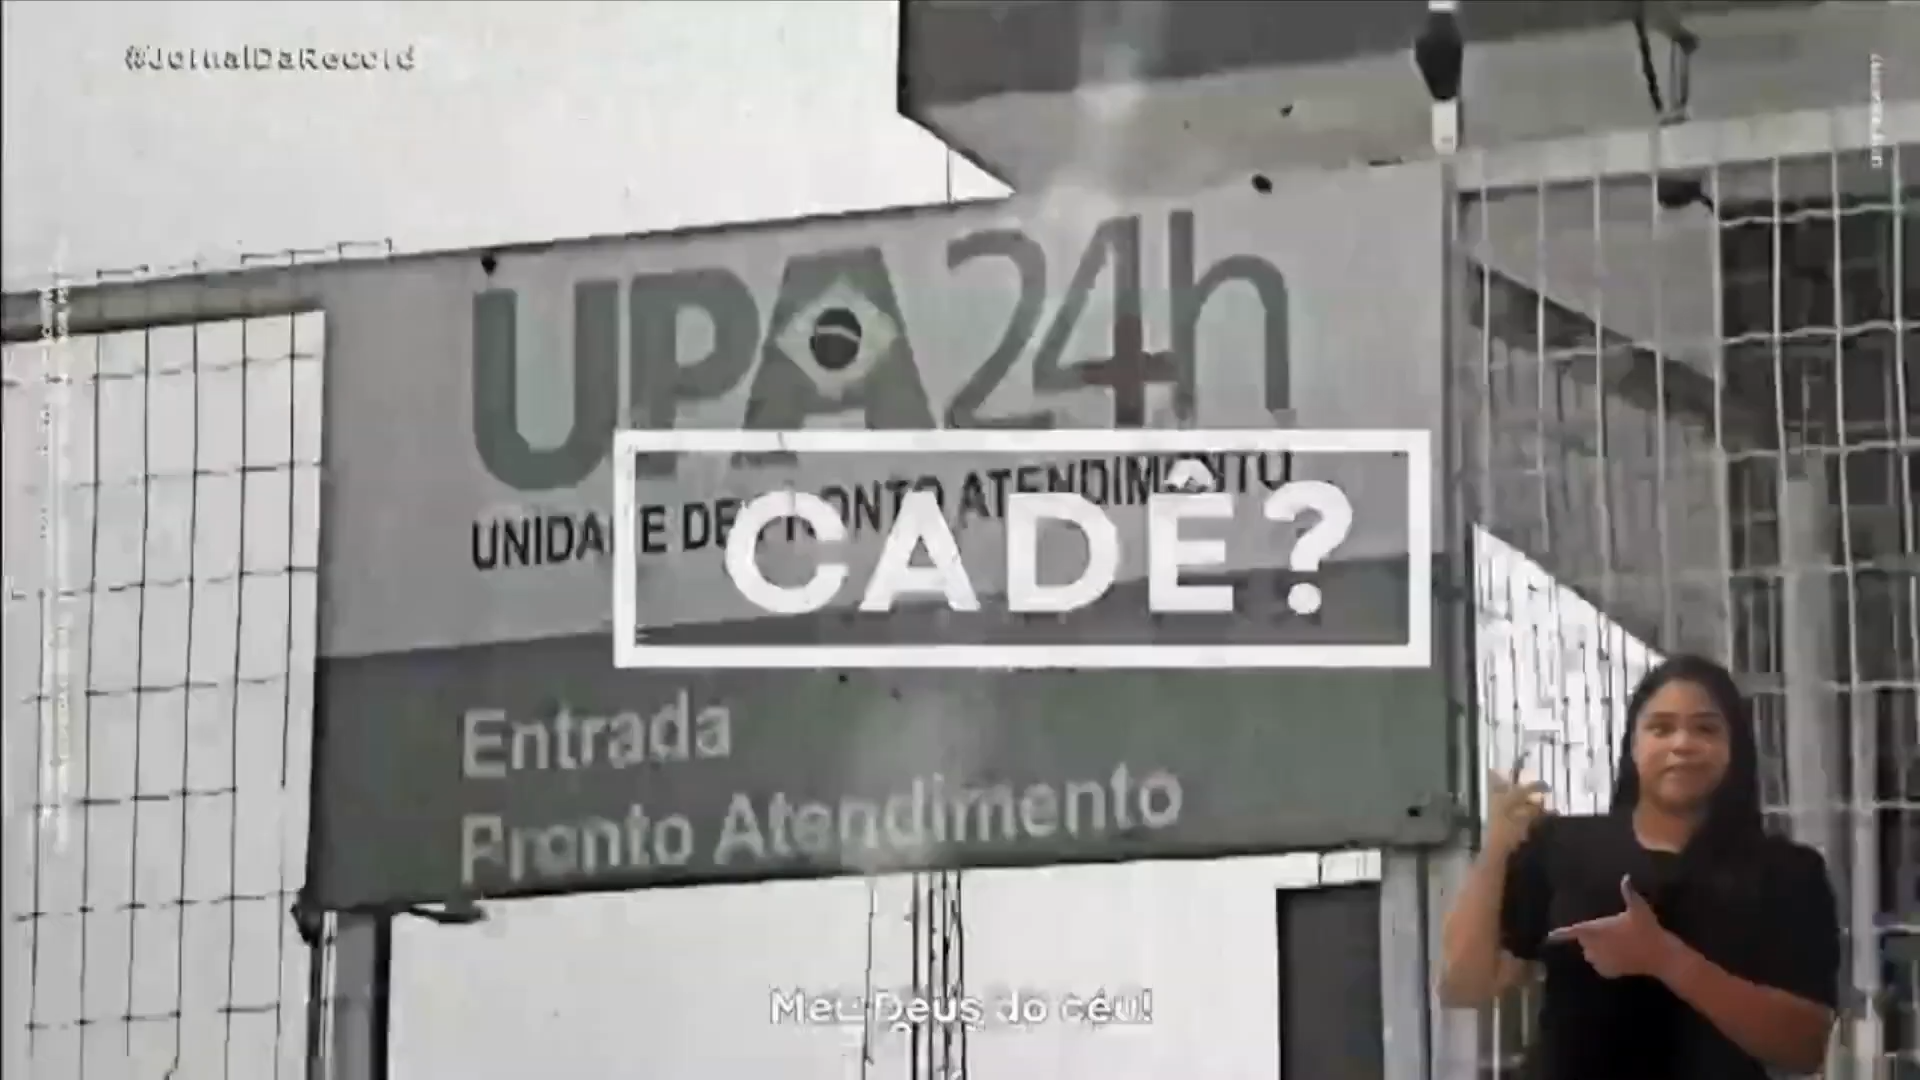 #JornalDaRecord
UPA24h
UNIDADE DE PRONTO ATENDIMENTO
CADÊ?
Entrada
Pronto Atendimento
Meu Deus do céu!